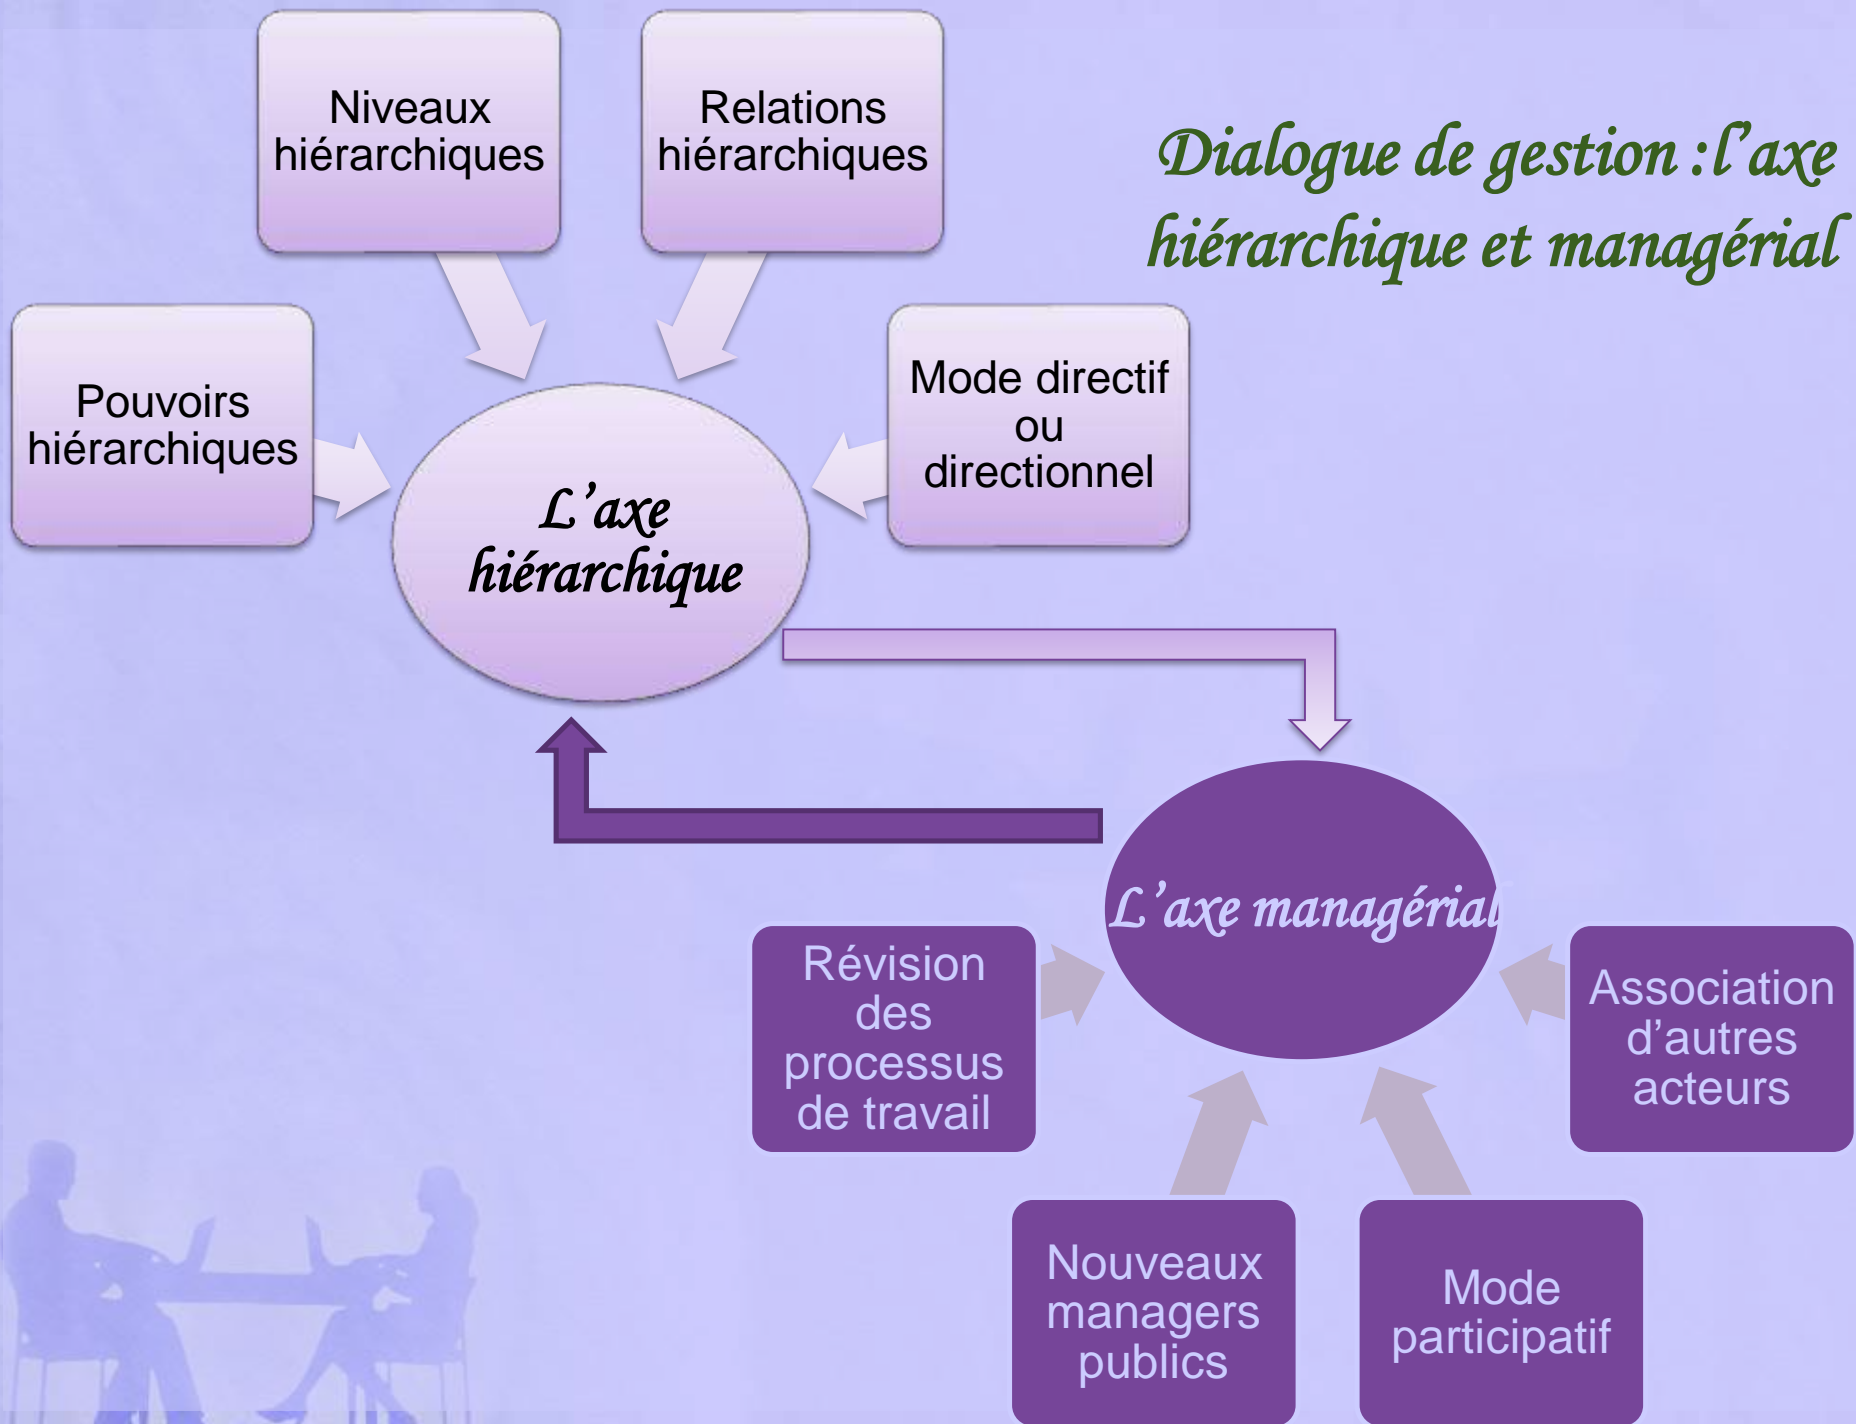 Dialogue de gestion :l’axe
hiérarchique et managérial
Niveaux
hiérarchiques
Relations
hiérarchiques
Pouvoirs
hiérarchiques
Mode directif
ou
directionnel
L’axe
hiérarchique
L’axe managérial
Révision
des
processus
de travail
Nouveaux
managers
publics
Mode
participatif
Association
d’autres
acteurs